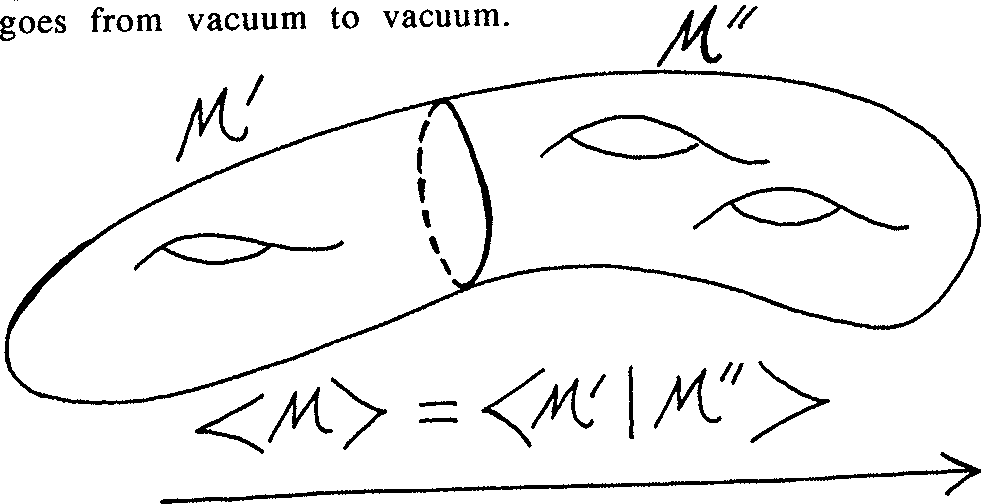 goes from vacuum to vacuum.
M′ M″
<M> = <M′ | M″>